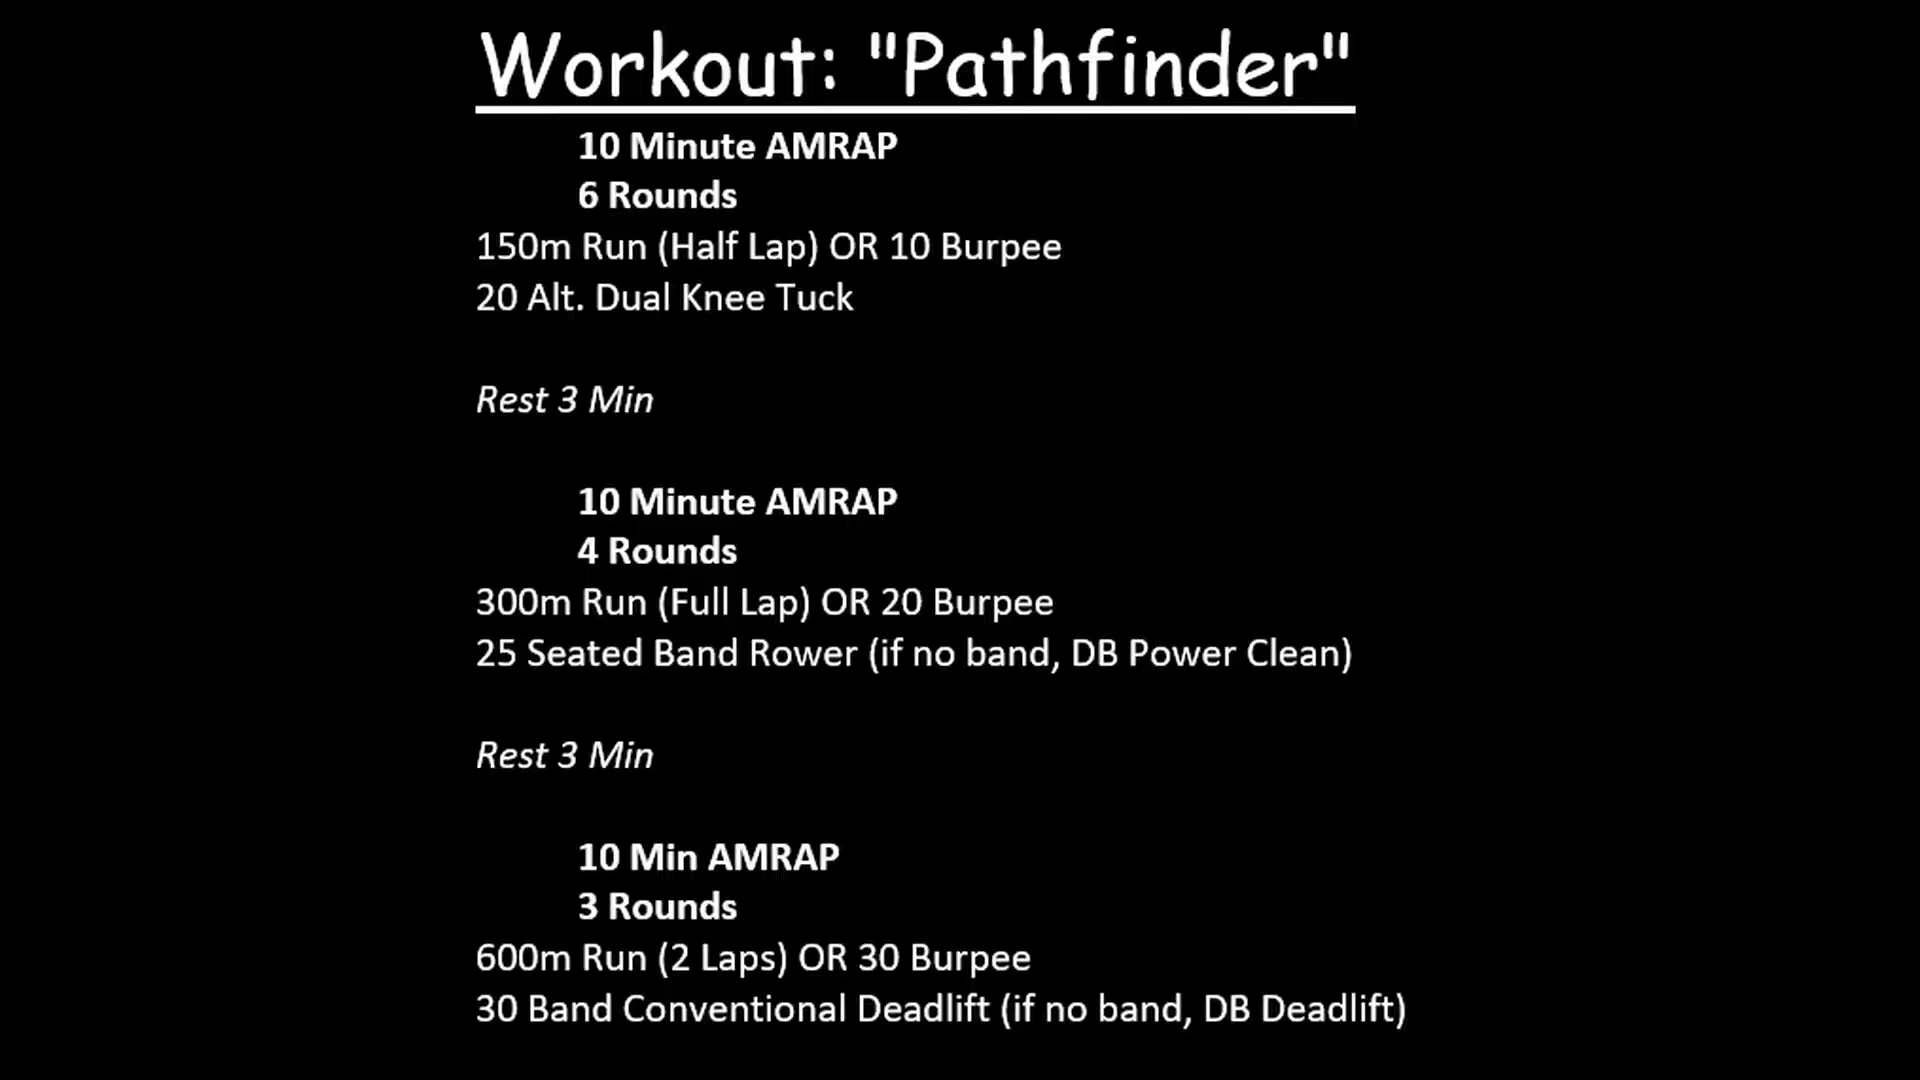 Workout: "Pathfinder"
10 Minute AMRAP
6 Rounds
150m Run (Half Lap) OR 10 Burpee
20 Alt. Dual Knee Tuck
Rest 3 Min
10 Minute AMRAP
4 Rounds
300m Run (Full Lap) OR 20 Burpee
25 Seated Band Rower (if no band, DB Power Clean)
Rest 3 Min
10 Min AMRAP
3 Rounds
600m Run (2 Laps) OR 30 Burpee
30 Band Conventional Deadlift (if no band, DB Deadlift)